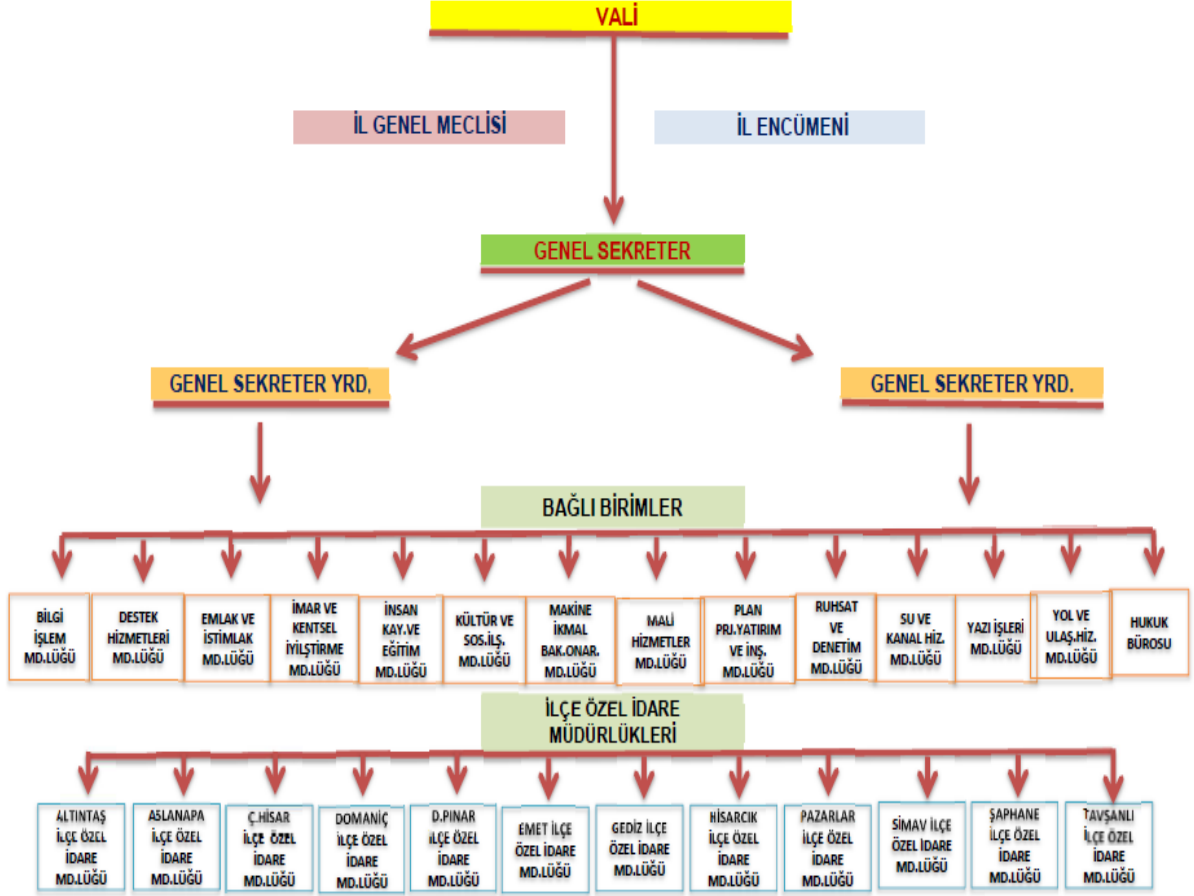 VALİ
İL GENEL MECLİSİ
İL ENCÜMENİ
GENEL SEKRETER
GENEL SEKRETER YRD.
GENEL SEKRETER YRD.
BAĞLI BİRİMLER
BİLGİ
İŞLEM
MD.LÜĞÜ
DESTEK
HİZMETLERİ
MD.LÜĞÜ
EMLAK VE
İSTİMLAK
MD.LÜĞÜ
İMAR VE
KENTSEL
İYİLŞTİRME
MD.LÜĞÜ
İNSAN
KAY.VE
EĞİTİM
MD.LÜĞÜ
KÜLTÜR VE
SOS.İLŞ.
MD.LÜĞÜ
MAKİNE
İKMAL
BAK.ONAR.
MD.LÜĞÜ
MALİ
HİZMETLER
MD.LÜĞÜ
PLAN
PRJ.YATIRIM
VE İNŞ.
MD.LÜĞÜ
RUHSAT
VE
DENETİM
MD.LÜĞÜ
SU VE
KANAL HİZ.
MD.LÜĞÜ
YAZI İŞLERİ
MD.LÜĞÜ
YOL VE
ULAŞ.HİZ.
MD.LÜĞÜ
HUKUK
BÜROSU
İLÇE ÖZEL İDARE
MÜDÜRLÜKLERİ
ALTINTAŞ
İLÇE ÖZEL
İDARE
MD.LÜĞÜ
ASLANAPA
İLÇE ÖZEL
İDARE
MD.LÜĞÜ
Ç.HİSAR
İLÇE ÖZEL
İDARE
MD.LÜĞÜ
DOMANİÇ
İLÇE ÖZEL
İDARE
MD.LÜĞÜ
D.PINAR
İLÇE ÖZEL
İDARE
MD.LÜĞÜ
EMET İLÇE
ÖZEL İDARE
MD.LÜĞÜ
GEDİZ İLÇE
ÖZEL İDARE
MD.LÜĞÜ
HİSARCIK
İLÇE ÖZEL
İDARE
MD.LÜĞÜ
PAZARLAR
İLÇE ÖZEL
İDARE
MD.LÜĞÜ
SİMAV İLÇE
ÖZEL İDARE
MD.LÜĞÜ
ŞAPHANE
İLÇE ÖZEL
İDARE
MD.LÜĞÜ
TAVŞANLI
İLÇE ÖZEL
İDARE
MD.LÜĞÜ